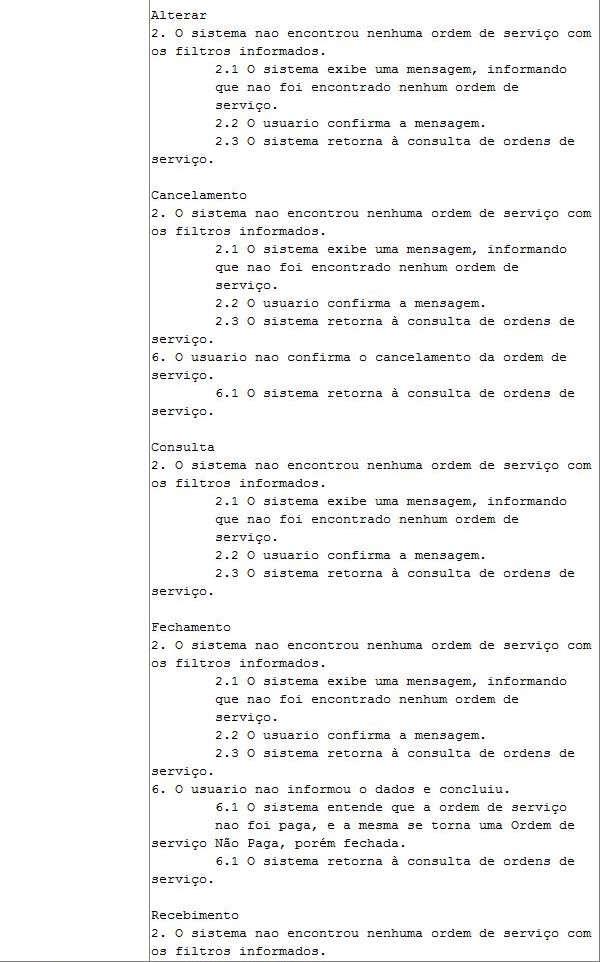 Alterar
2. O sistema nao encontrou nenhuma ordem de serviço com
os filtros informados.
2.1 O sistema exibe uma mensagem, informando
que nao foi encontrado nenhum ordem de
serviço.
2.2 O usuario confirma a mensagem.
2.3 O sistema retorna à consulta de ordens de
serviço.
Cancelamento
2. O sistema nao encontrou nenhuma ordem de serviço com
os filtros informados.
2.1 O sistema exibe uma mensagem, informando
que nao foi encontrado nenhum ordem de
serviço.
2.2 O usuario confirma a mensagem.
2.3 O sistema retorna à consulta de ordens de
serviço.
6. O usuario nao confirma o cancelamento da ordem de
serviço.
6.1 O sistema retorna à consulta de ordens de
serviço.
Consulta
2. O sistema nao encontrou nenhuma ordem de serviço com
os filtros informados.
2.1 O sistema exibe uma mensagem, informando
que nao foi encontrado nenhum ordem de
serviço.
2.2 O usuario confirma a mensagem.
2.3 O sistema retorna à consulta de ordens de
serviço.
Fechamento
2. O sistema nao encontrou nenhuma ordem de serviço com
os filtros informados.
2.1 O sistema exibe uma mensagem, informando
que nao foi encontrado nenhum ordem de
serviço.
2.2 O usuario confirma a mensagem.
2.3 O sistema retorna à consulta de ordens de
serviço.
6. O usuario nao informou o dados e concluiu.
6.1 O sistema entende que a ordem de serviço
nao foi paga, e a mesma se torna uma Ordem de
serviço Não Paga, porém fechada.
6.1 O sistema retorna à consulta de ordens de
serviço.
Recebimento
2. O sistema nao encontrou nenhuma ordem de serviço com
os filtros informados.